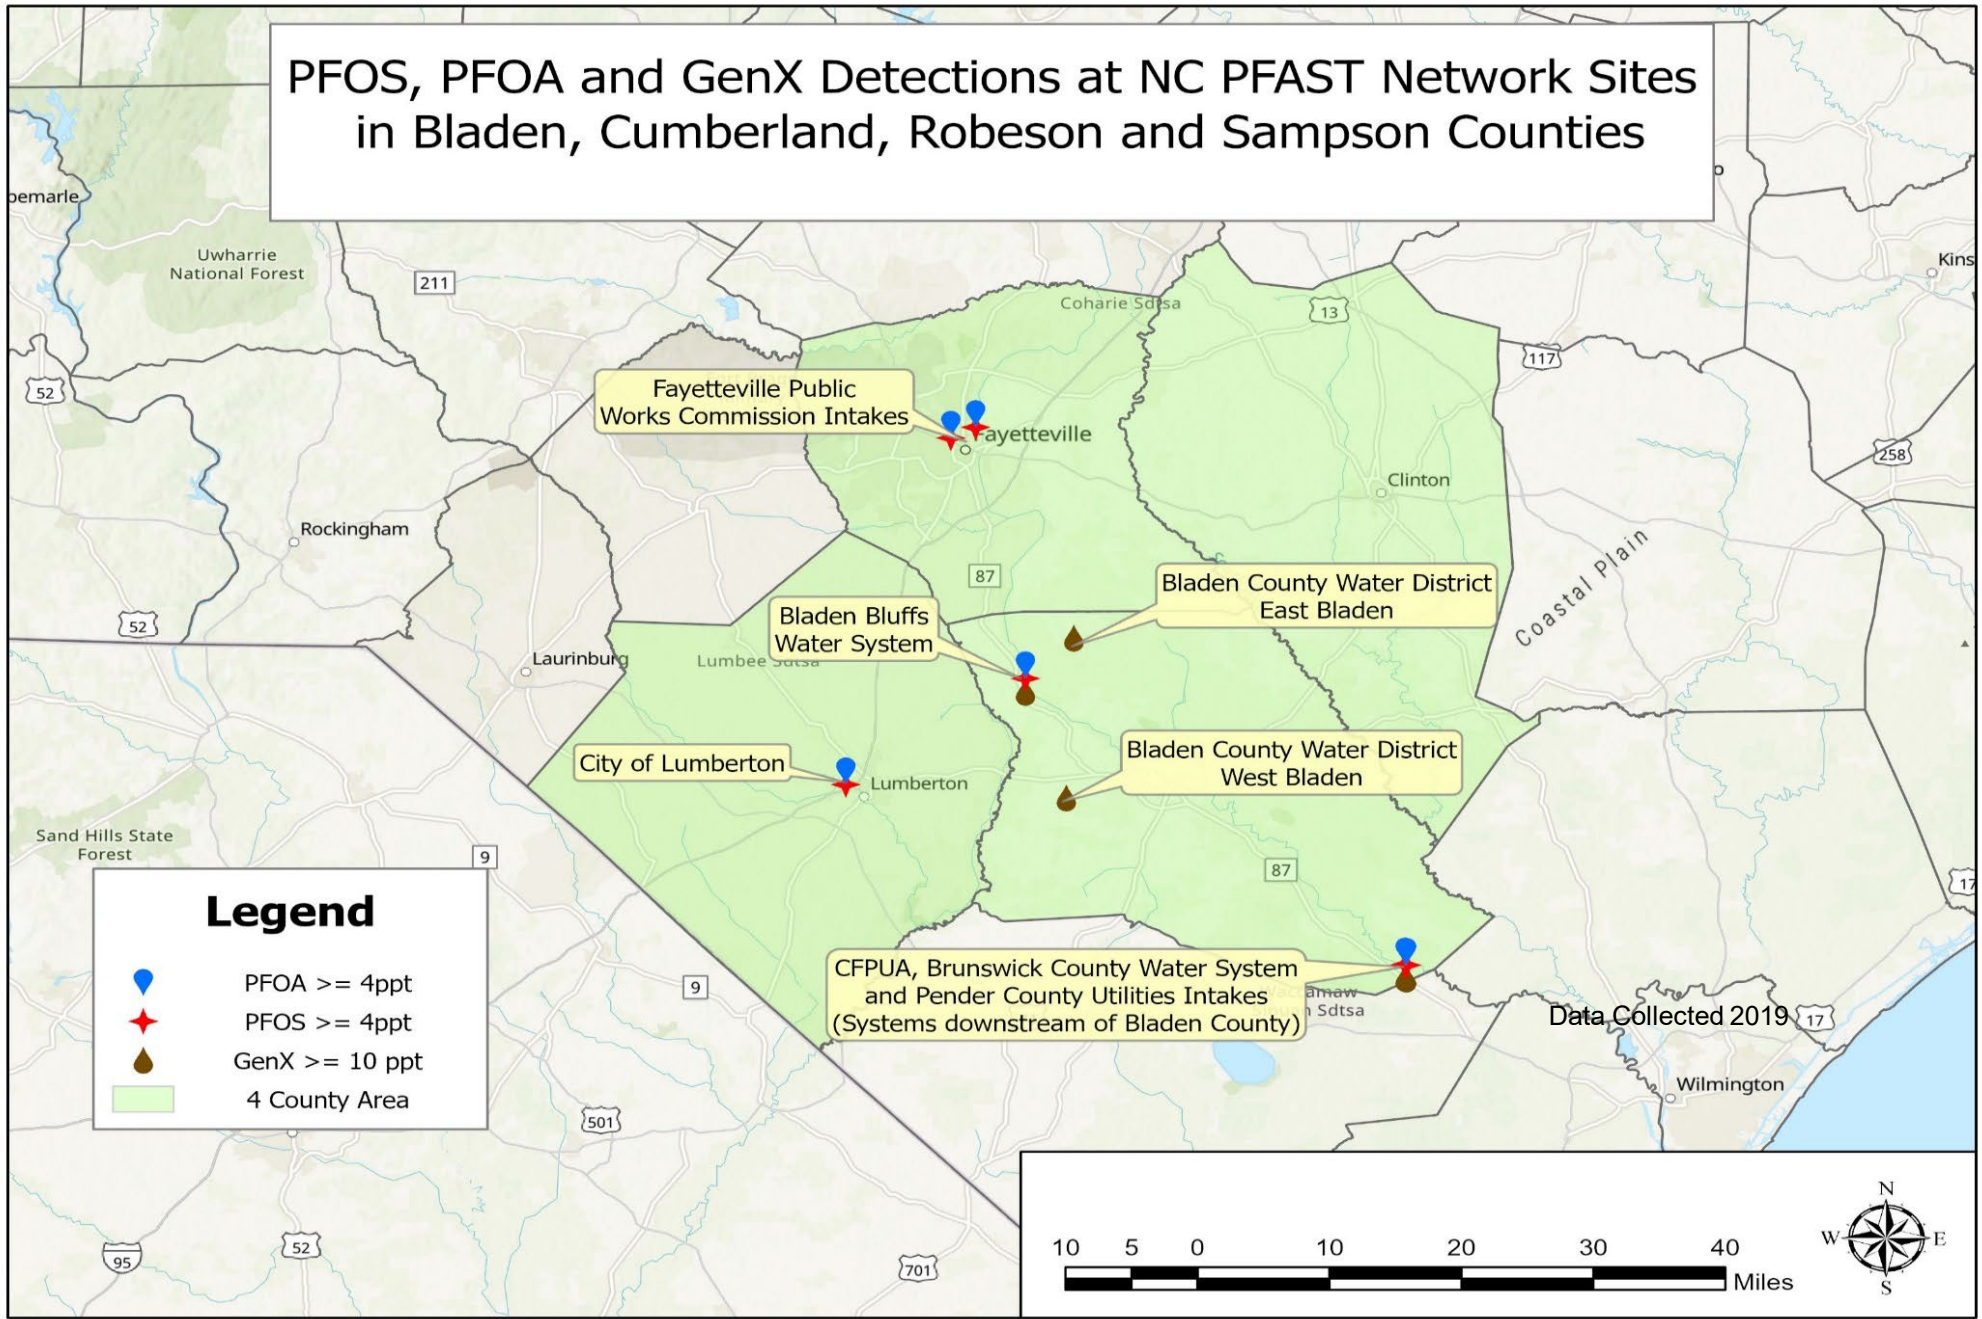 PFOS, PFOA and GenX Detections at NC PFAST Network Sites
in Bladen, Cumberland, Robeson and Sampson Counties
Uwharrie
National Forest
211
Coharie Sdtsa
13
Kins
117
52
Fayetteville Public
Works Commission Intakes
Fayetteville
258
Clinton
Rockingham
Coastal Plain
87
Bladen County Water District
East Bladen
Bladen Bluffs
Water System
52
Laurinburg
Lumbee Sdtsa
Bladen County Water District
West Bladen
City of Lumberton
Lumberton
Sand Hills State
Forest
9
87
17
Legend
PFOA >= 4ppt
PFOS >= 4ppt
GenX >= 10 ppt
4 County Area
9
CFPUA, Brunswick County Water System
and Pender County Utilities Intakes
(Systems downstream of Bladen County)
Sdtsa
Data Collected 2019
17
Wilmington
501
52
95
701
10 5 0 10 20 30 40
Miles
N
W E
S